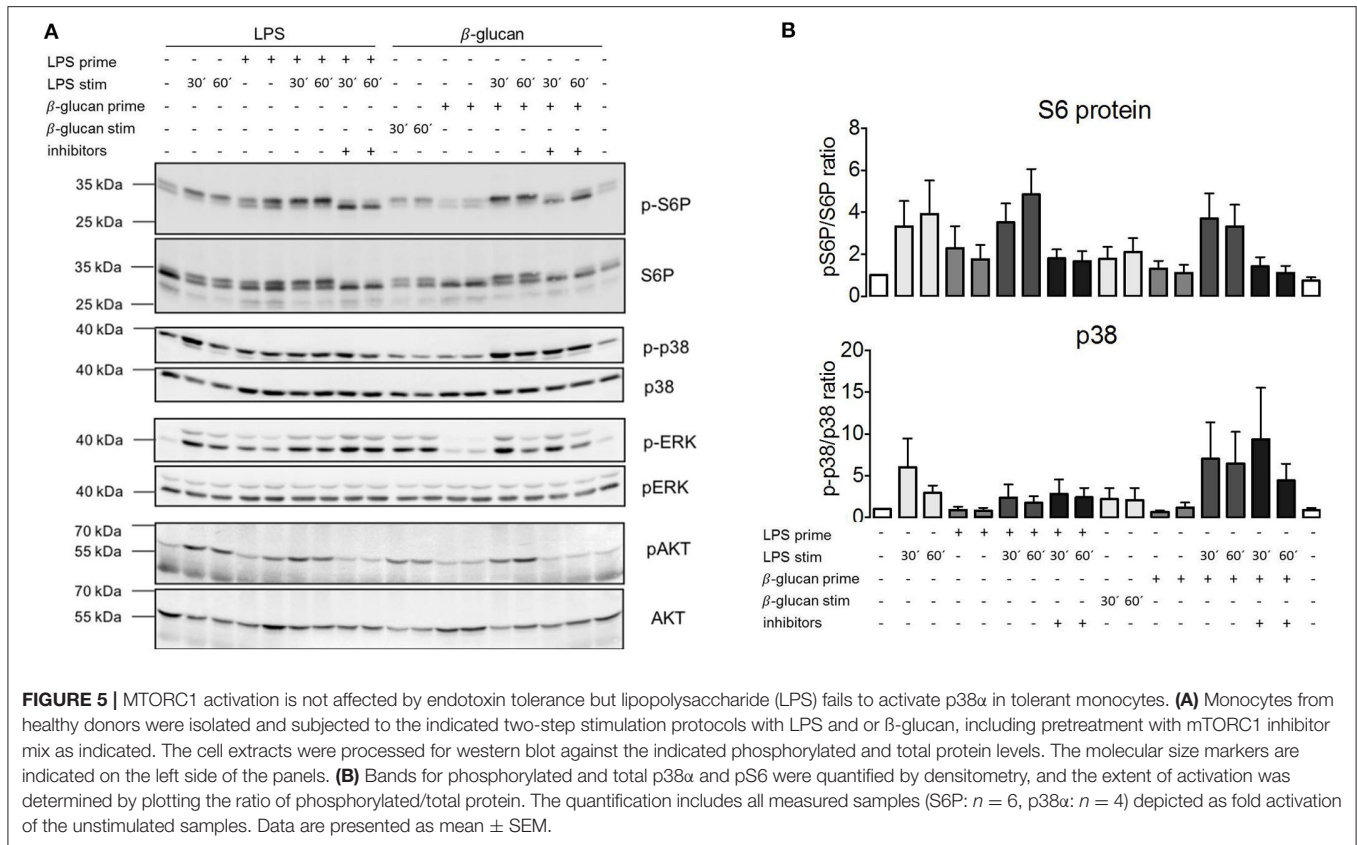 A
LPS β-glucan
LPS prime - - - + + + + + + - - - - - - - - -
LPS stim - 30´ 60´ - - 30´ 60´ 30´ 60´ - - - - 30´ 60´ 30´ 60´ -
β-glucan prime - - - - - - - - - - - + + + + + + -
β-glucan stim - - - - - - - - - 30´ 60´ - - - - - - -
inhibitors - - - - - - - + + - - - - - - + + -
35 kDa
25 kDa
p-S6P
35 kDa
25 kDa
S6P
40 kDa
p-p38
40 kDa
p38
40 kDa
p-ERK
40 kDa
pERK
70 kDa
55 kDa
pAKT
70 kDa
55 kDa
AKT
B
S6 protein
pS6P/S6P ratio
8
6
4
2
0
p38
p-p38/p38 ratio
20
15
10
5
0
LPS prime - - - + + + + + + - - - - - - - - -
LPS stim - 30´ 60´ - - 30´ 60´ 30´ 60´ - - - - 30´ 60´ 30´ 60´ -
β-glucan prime - - - - - - - - - - - + + + + + + -
β-glucan stim - - - - - - - - - 30´ 60´ - - - - - - -
inhibitors - - - - - - - + + - - - - - - + + -
FIGURE 5 | MTORC1 activation is not affected by endotoxin tolerance but lipopolysaccharide (LPS) fails to activate p38α in tolerant monocytes. (A) Monocytes from
healthy donors were isolated and subjected to the indicated two-step stimulation protocols with LPS and or ß-glucan, including pretreatment with mTORC1 inhibitor
mix as indicated. The cell extracts were processed for western blot against the indicated phosphorylated and total protein levels. The molecular size markers are
indicated on the left side of the panels. (B) Bands for phosphorylated and total p38α and pS6 were quantified by densitometry, and the extent of activation was
determined by plotting the ratio of phosphorylated/total protein. The quantification includes all measured samples (S6P: n = 6, p38α: n = 4) depicted as fold activation
of the unstimulated samples. Data are presented as mean ± SEM.